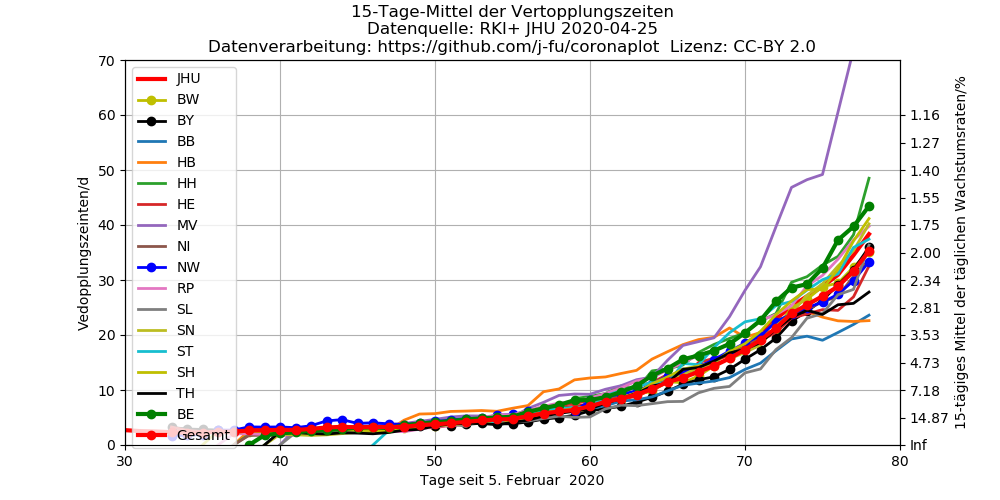 15-Tage-Mittel der Vertopplungszeiten
Datenquelle: RKI+ JHU 2020-04-25
Datenverarbeitung: https://github.com/j-fu/coronaplot Lizenz: CC-BY 2.0
70
60
50
40
30
20
10
0
Vedopplungszeinten/d
JHU
BW
BY
BB
HB
HH
HE
MV
NI
NW
RP
SL
SN
ST
SH
TH
BE
Gesamt
1.16
1.27
1.40
1.55
1.75
2.00
2.34
2.81
3.53
4.73
7.18
14.87
Inf
15-tägiges Mittel der täglichen Wachstumsraten/%
30 40 50 60 70 80
Tage seit 5. Februar 2020